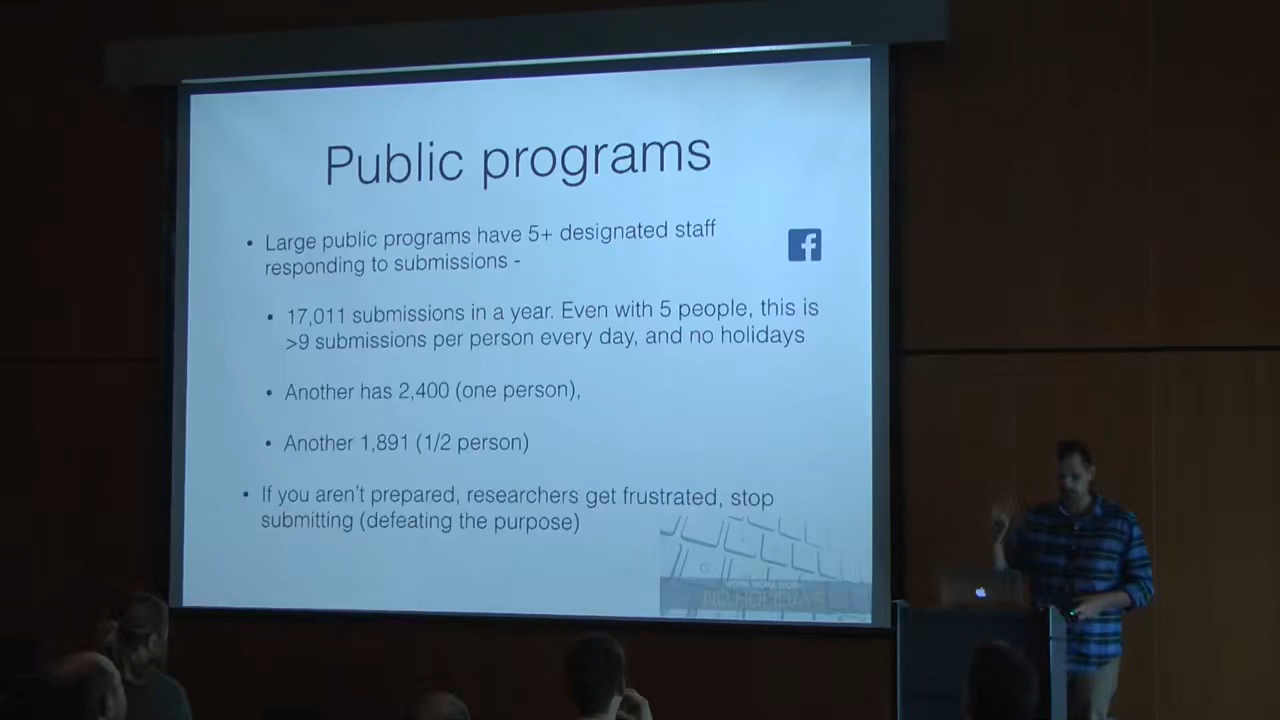 Public programs
• Large public programs have 5+ designated staff
responding to submissions -
• 17,011 submissions in a year. Even with 5 people, this is
>9 submissions per person every day, and no holidays
• Another has 2,400 (one person),
• Another 1,891 (1/2 person)
• If you aren't prepared, researchers get frustrated, stop
submitting (defeating the purpose)
NO HOLIDAYS